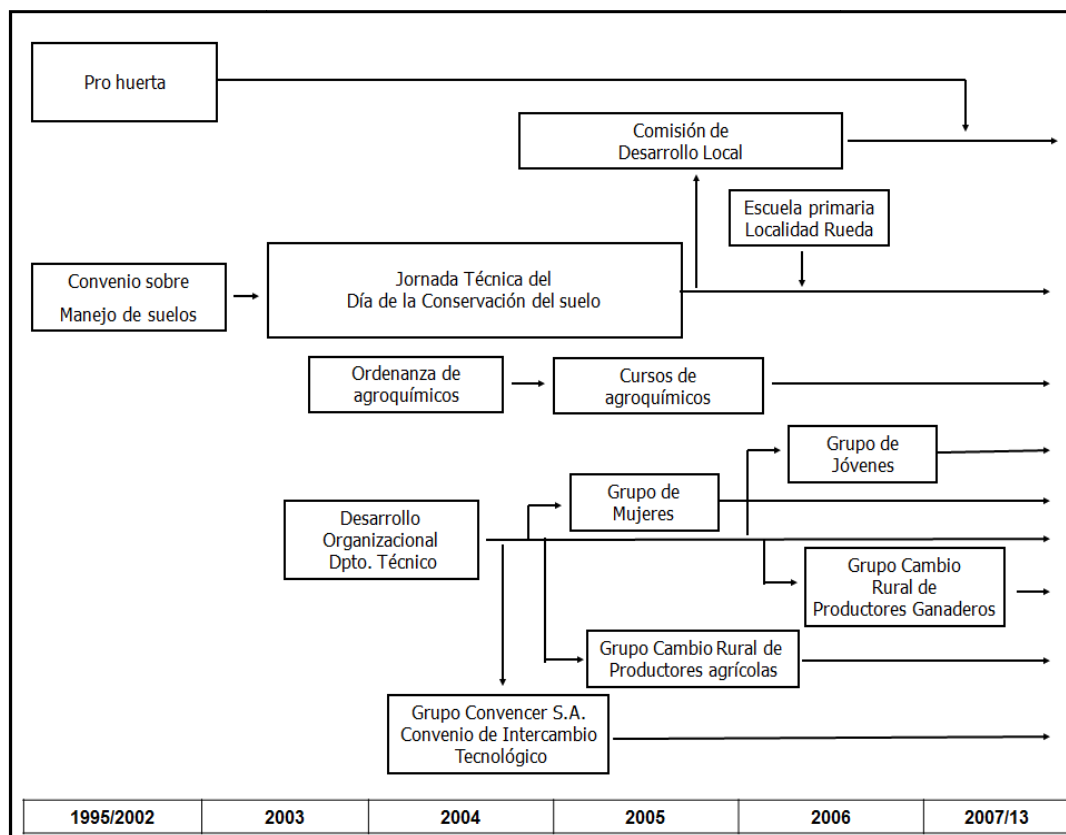 Pro huerta
Comisión de
Desarrollo Local
Escuela primaria
Localidad Rueda
Convenio sobre
Manejo de suelos
Jornada Técnica del
Día de la Conservación del suelo
Ordenanza de
agroquímicos
Cursos de
agroquímicos
Grupo de
Jóvenes
Grupo de
Mujeres
Desarrollo
Organizacional
Dpto. Técnico
Grupo Cambio
Rural de
Productores Ganaderos
Grupo Cambio Rural de
Productores agrícolas
Grupo Convencer S.A.
Convenio de Intercambio
Tecnológico
1995/2002 2003 2004 2005 2006 2007/13